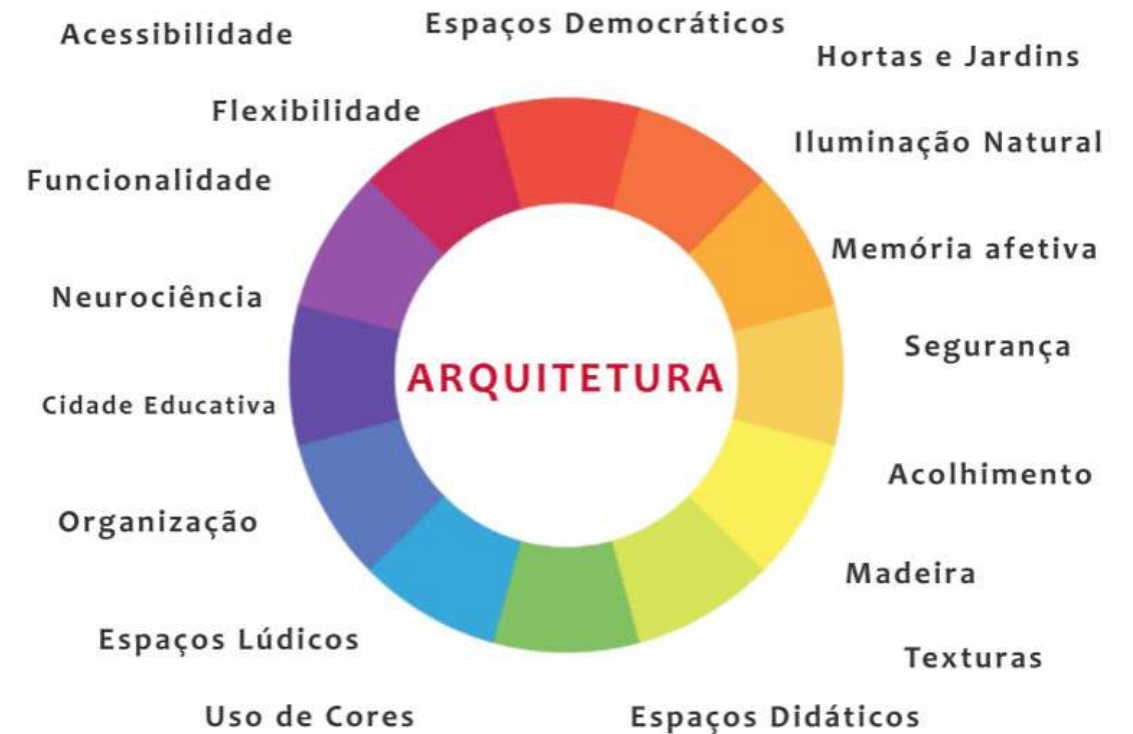 Espaços Democráticos
Acessibilidade
Hortas e Jardins
Flexibilidade
Iluminação Natural
Funcionalidade
Memória afetiva
Neurociência
Segurança
ARQUITETURA
Cidade Educativa
Acolhimento
Organização
Madeira
Espaços Lúdicos
Texturas
Uso de Cores
Espaços Didáticos